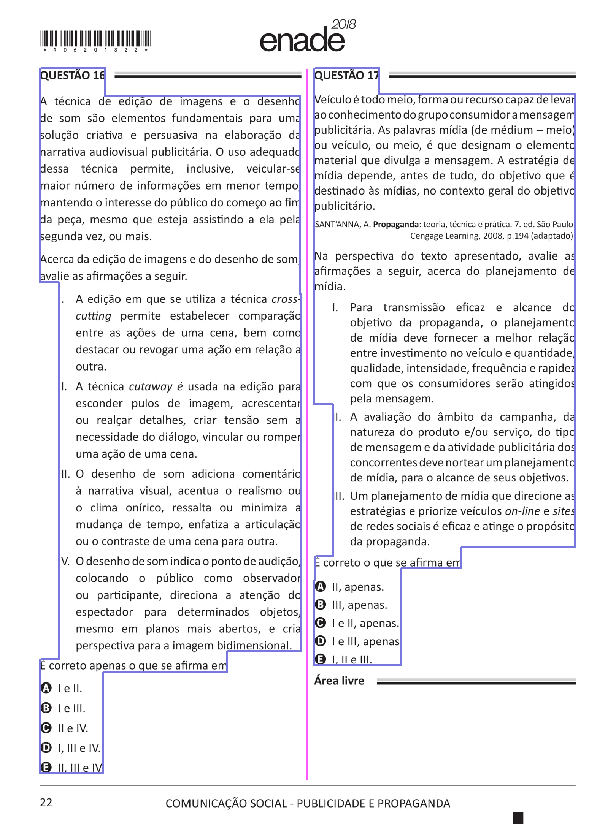 *R0620182 2*
enade 2018
QUESTÃO 16
A técnica de edição de imagens e o desenho
de som são elementos fundamentais para uma
solução criativa e persuasiva na elaboração da
narrativa audiovisual publicitária. O uso adequado
dessa técnica permite, inclusive, veicular-se
maior número de informações em menor tempo
mantendo o interesse do público do começo ao fim
da peça, mesmo que esteja assistindo a ela pela
segunda vez, ou mais.
Acerca da edição de imagens e do desenho de som,
avalie as afirmações a seguir.
I. A edição em que se utiliza a técnica cross-
cutting permite estabelecer comparação
entre as ações de uma cena, bem como
destacar ou revogar uma ação em relação a
outra.
II. A técnica cutaway é usada na edição para
esconder pulos de imagem, acrescentar
ou realçar detalhes, criar tensão sem a
necessidade do diálogo, vincular ou romper
uma ação de uma cena.
III. O desenho de som adiciona comentário
à narrativa visual, acentua o realismo ou
o clima onírico, ressalta ou minimiza a
mudança de tempo, enfatiza a articulação
ou o contraste de uma cena para outra.
IV. O desenho de som indica o ponto de audição,
colocando o público como observador
ou participante, direciona a atenção do
espectador para determinados objetos,
mesmo em planos mais abertos, e cria
perspectiva para a imagem bidimensional.
É correto apenas o que se afirma em
A I e II.
B I e III.
C II e IV.
D I, III e IV.
E II, III e IV
QUESTÃO 17
Veículo é todo meio, forma ou recurso capaz de levar
ao conhecimento do grupo consumidor a mensagem
publicitária. As palavras mídia (de médium – meio)
ou veículo, ou meio, é que designam o elemento
material que divulga a mensagem. A estratégia de
mídia depende, antes de tudo, do objetivo que é
destinado às mídias, no contexto geral do objetivo
publicitário.
SANT'ANNA, A. Propaganda: teoria, técnica e prática. 7. ed. São Paulo
Cengage Learning, 2008, p.194 (adaptado)
Na perspectiva do texto apresentado, avalie as
afirmações a seguir, acerca do planejamento de
mídia.
I. Para transmissão eficaz e alcance do
objetivo da propaganda, o planejamento
de mídia deve fornecer a melhor relação
entre investimento no veículo e quantidade,
qualidade, intensidade, frequência e rapidez
com que os consumidores serão atingidos
pela mensagem.
II. A avaliação do âmbito da campanha, da
natureza do produto e/ou serviço, do tipo
de mensagem e da atividade publicitária dos
concorrentes deve nortear um planejamento
de mídia, para o alcance de seus objetivos.
III. Um planejamento de mídia que direcione as
estratégias e priorize veículos on-line e sites
de redes sociais é eficaz e atinge o propósito
da propaganda.
É correto o que se afirma em
A II, apenas.
B III, apenas.
C I e II, apenas.
D I e III, apenas
E I, II e III.
Área livre
22
COMUNICAÇÃO SOCIAL - PUBLICIDADE E PROPAGANDA